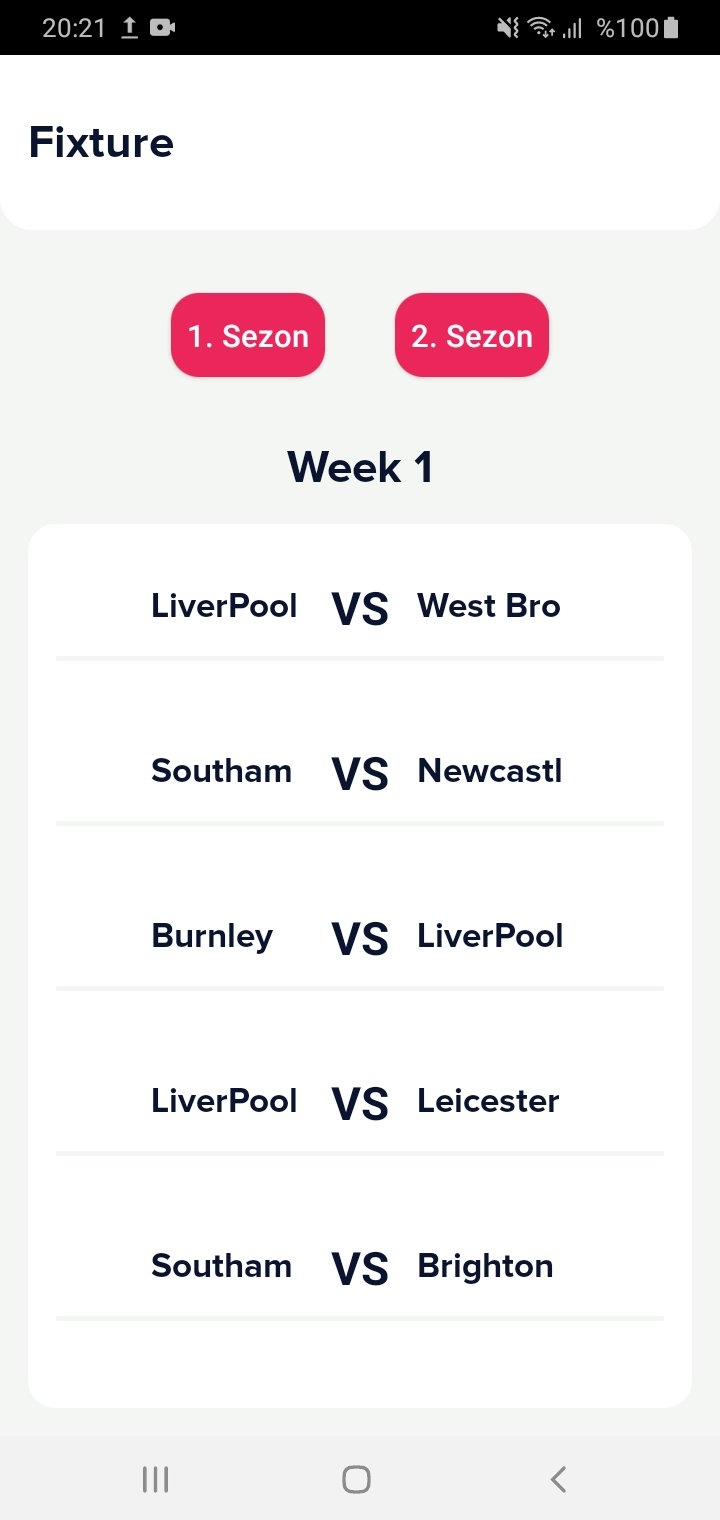 20:21 %100
Fixture
1. Sezon 2. Sezon
Week 1
LiverPool VS West Bro
Southam VS Newcastl
Burnley VS LiverPool
LiverPool VS Leicester
Southam VS Brighton